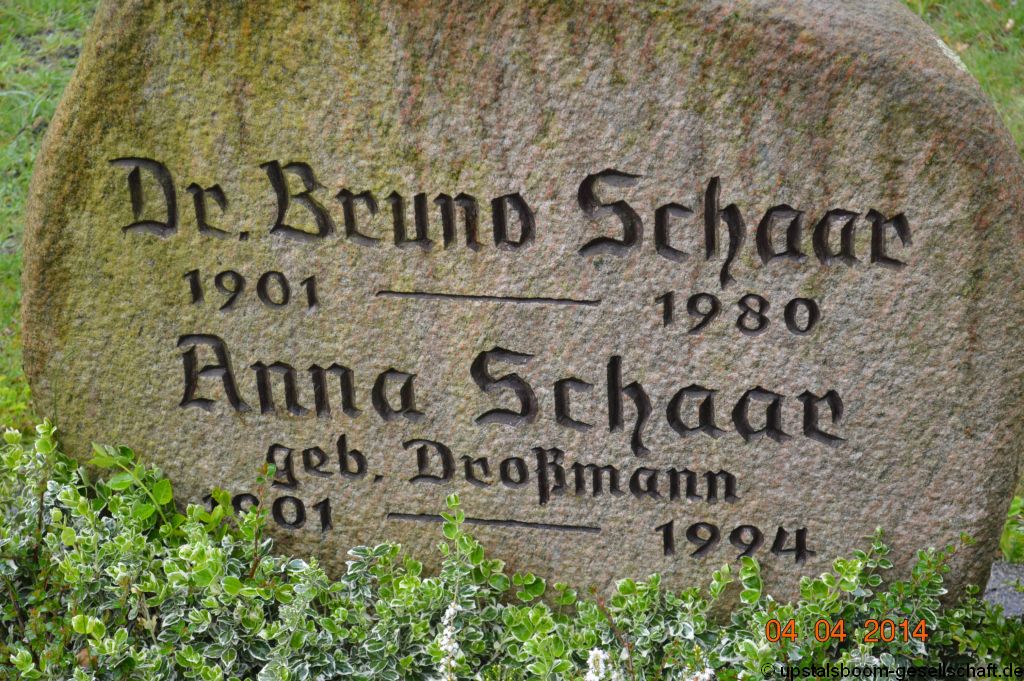 Dr. Bruno Schaar
1901 — 1980
Anna Schaar
geb. Droßmann
1901 — 1994
04 04 2014
© upstalsboom-gesellschaft.de